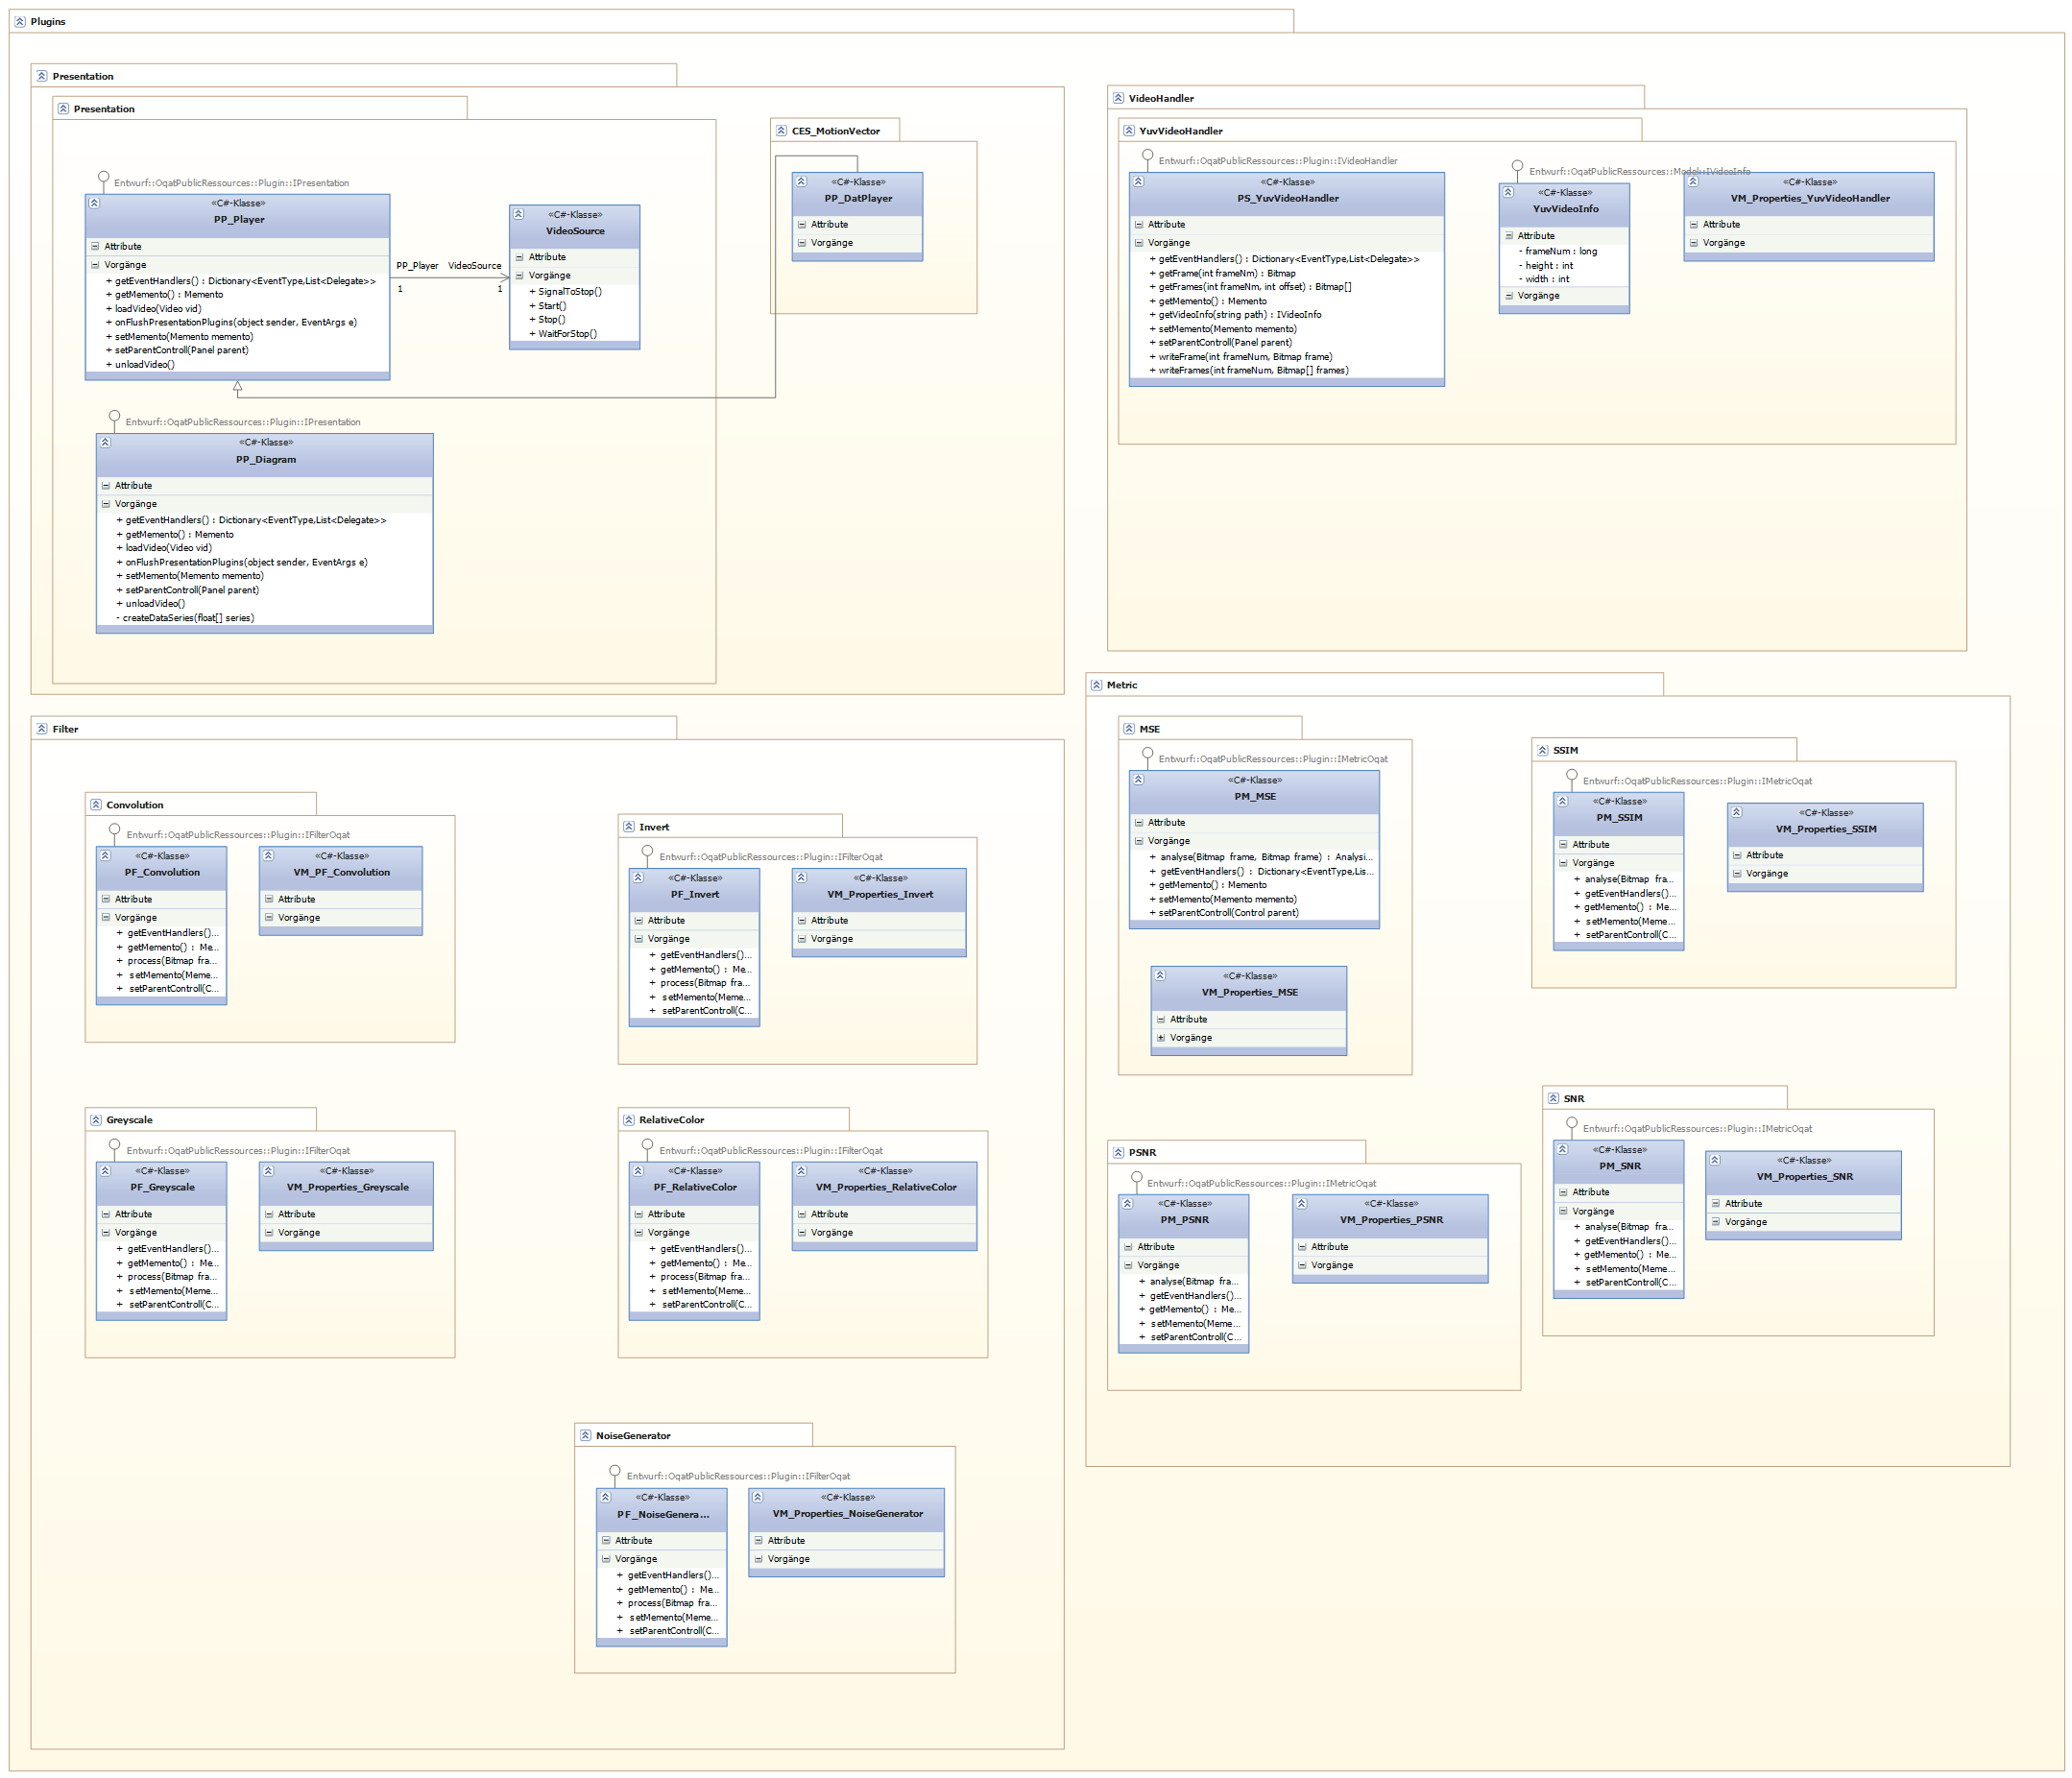 Plugins
Presentation
Presentation
Entwurf::OqatPublicRessources::Plugin::IPresentation
«C#-Klasse»
PP_Player
Attribute
Vorgänge
+ getEventHandlers() : Dictionary<EventType,List<Delegate>>
+ getMemento() : Memento
+ loadVideo(Video vid)
+ onFlushPresentationPlugins(object sender, EventArgs e)
+ setMemento(Memento memento)
+ setParentControll(Panel parent)
+ unloadVideo()
PP_Player VideoSource
1 1
«C#-Klasse»
VideoSource
Attribute
Vorgänge
+ SignalToStop()
+ Start()
+ Stop()
+ WaitForStop()
Entwurf::OqatPublicRessources::Plugin::IPresentation
«C#-Klasse»
PP_Diagram
Attribute
Vorgänge
+ getEventHandlers() : Dictionary<EventType,List<Delegate>>
+ getMemento() : Memento
+ loadVideo(Video vid)
+ onFlushPresentationPlugins(object sender, EventArgs e)
+ setMemento(Memento memento)
+ setParentControll(Panel parent)
+ unloadVideo()
- createDataSeries(float[] series)
CES_MotionVector
«C#-Klasse»
PP_DatPlayer
Attribute
Vorgänge
VideoHandler
YuvVideoHandler
Entwurf::OqatPublicRessources::Plugin::IVideoHandler
«C#-Klasse»
PS_YuvVideoHandler
Attribute
Vorgänge
+ getEventHandlers() : Dictionary<EventType,List<Delegate>>
+ getFrame(int frameNm) : Bitmap
+ getFrames(int frameNm, int offset) : Bitmap[]
+ getMemento() : Memento
+ getVideoInfo(string path) : IVideoInfo
+ setMemento(Memento memento)
+ setParentControll(Panel parent)
+ writeFrame(int frameNum, Bitmap frame)
+ writeFrames(int frameNum, Bitmap[] frames)
Entwurf::OqatPublicRessources::Model::IVideoInfo
«C#-Klasse»
YuvVideoInfo
Attribute
- frameNum : long
- height : int
- width : int
Vorgänge
«C#-Klasse»
VM_Properties_YuvVideoHandler
Attribute
Vorgänge
Filter
Convolution
Entwurf::OqatPublicRessources::Plugin::IFilterOqat
«C#-Klasse»
PF_Convolution
Attribute
Vorgänge
+ getEventHandlers()...
+ getMemento() : Me...
+ process(Bitmap fra...
+ setMemento(Meme...
+ setParentControll(C...
«C#-Klasse»
VM_PF_Convolution
Attribute
Vorgänge
Invert
Entwurf::OqatPublicRessources::Plugin::IFilterOqat
«C#-Klasse»
PF_Invert
Attribute
Vorgänge
+ getEventHandlers()...
+ getMemento() : Me...
+ process(Bitmap fra...
+ setMemento(Meme...
+ setParentControll(C...
«C#-Klasse»
VM_Properties_Invert
Attribute
Vorgänge
Greyscale
Entwurf::OqatPublicRessources::Plugin::IFilterOqat
«C#-Klasse»
PF_Greyscale
Attribute
Vorgänge
+ getEventHandlers()...
+ getMemento() : Me...
+ process(Bitmap fra...
+ setMemento(Meme...
+ setParentControll(C...
«C#-Klasse»
VM_Properties_Greyscale
Attribute
Vorgänge
RelativeColor
Entwurf::OqatPublicRessources::Plugin::IFilterOqat
«C#-Klasse»
PF_RelativeColor
Attribute
Vorgänge
+ getEventHandlers()...
+ getMemento() : Me...
+ process(Bitmap fra...
+ setMemento(Meme...
+ setParentControll(C...
«C#-Klasse»
VM_Properties_RelativeColor
Attribute
Vorgänge
NoiseGenerator
Entwurf::OqatPublicRessources::Plugin::IFilterOqat
«C#-Klasse»
PF_NoiseGenera...
Attribute
Vorgänge
+ getEventHandlers()...
+ getMemento() : Me...
+ process(Bitmap fra...
+ setMemento(Meme...
+ setParentControll(C...
«C#-Klasse»
VM_Properties_NoiseGenerator
Attribute
Vorgänge
Metric
MSE
Entwurf::OqatPublicRessources::Plugin::IMetricOqat
«C#-Klasse»
PM_MSE
Attribute
Vorgänge
+ analyse(Bitmap frame, Bitmap frame) : Analysi...
+ getEventHandlers() : Dictionary<EventType,Lis...
+ getMemento() : Memento
+ setMemento(Memento memento)
+ setParentControll(Control parent)
«C#-Klasse»
VM_Properties_MSE
Attribute
Vorgänge
SSIM
Entwurf::OqatPublicRessources::Plugin::IMetricOqat
«C#-Klasse»
PM_SSIM
Attribute
Vorgänge
+ analyse(Bitmap fra...
+ getEventHandlers()...
+ getMemento() : Me...
+ setMemento(Meme...
+ setParentControll(C...
«C#-Klasse»
VM_Properties_SSIM
Attribute
Vorgänge
PSNR
Entwurf::OqatPublicRessources::Plugin::IMetricOqat
«C#-Klasse»
PM_PSNR
Attribute
Vorgänge
+ analyse(Bitmap fra...
+ getEventHandlers()...
+ getMemento() : Me...
+ setMemento(Meme...
+ setParentControll(C...
«C#-Klasse»
VM_Properties_PSNR
Attribute
Vorgänge
SNR
Entwurf::OqatPublicRessources::Plugin::IMetricOqat
«C#-Klasse»
PM_SNR
Attribute
Vorgänge
+ analyse(Bitmap fra...
+ getEventHandlers()...
+ getMemento() : Me...
+ setMemento(Meme...
+ setParentControll(C...
«C#-Klasse»
VM_Properties_SNR
Attribute
Vorgänge